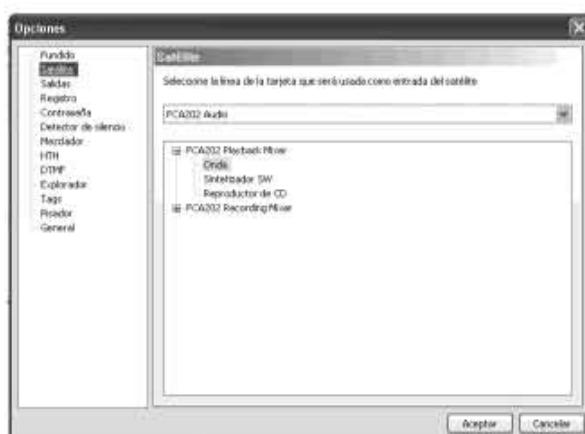 Opciones
Fundido
Satélite
Salidas
Registro
Contraseña
Detector de silencio
Mezclador
HTH
DTMF
Explorador
Tags
Pisador
General
Satélite
Seleccione la línea de la tarjeta que será usada como entrada del satélite
PCA202 Audio
PCA202 Playback Mixer
Onda
Sintetizador SW
Reproductor de CD
PCA202 Recording Mixer
Aceptar
Cancelar